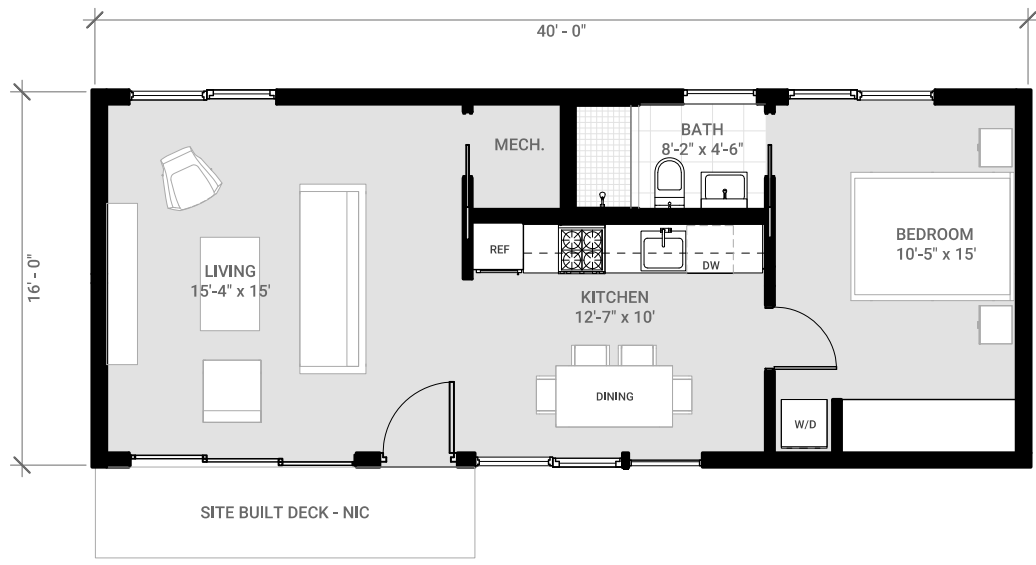 40' - 0"
16' - 0"
MECH.
BATH
8'-2" x 4'-6"
REF
DW
BEDROOM
10'-5" x 15'
LIVING
15'-4" x 15'
KITCHEN
12'-7" x 10'
DINING
W/D
SITE BUILT DECK - NIC